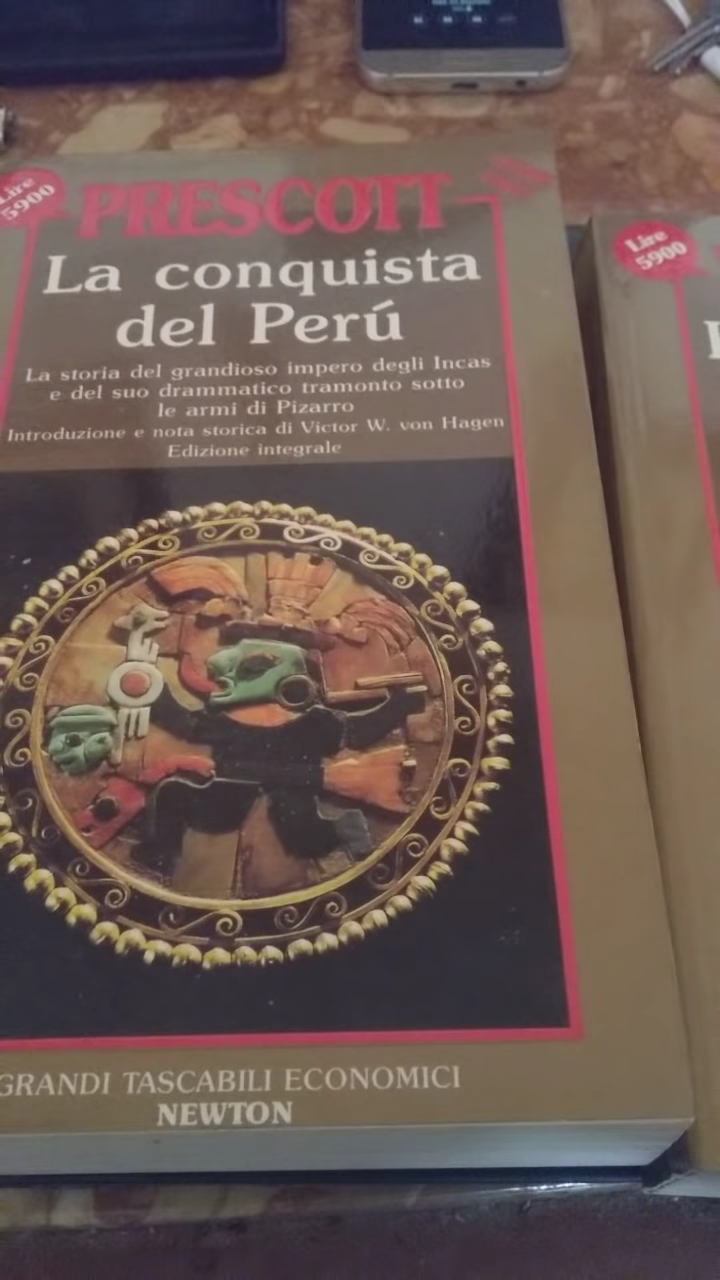 Lire
5900
PRESCOTT
La conquista
del Perú
La storia del grandioso impero degli Incas
e del suo drammatico tramonto sotto
le armi di Pizarro
Introduzione e nota storica di Victor W. von Hagen
Edizione integrale
GRANDI TASCABILI ECONOMICI
NEWTON
Lire
5900